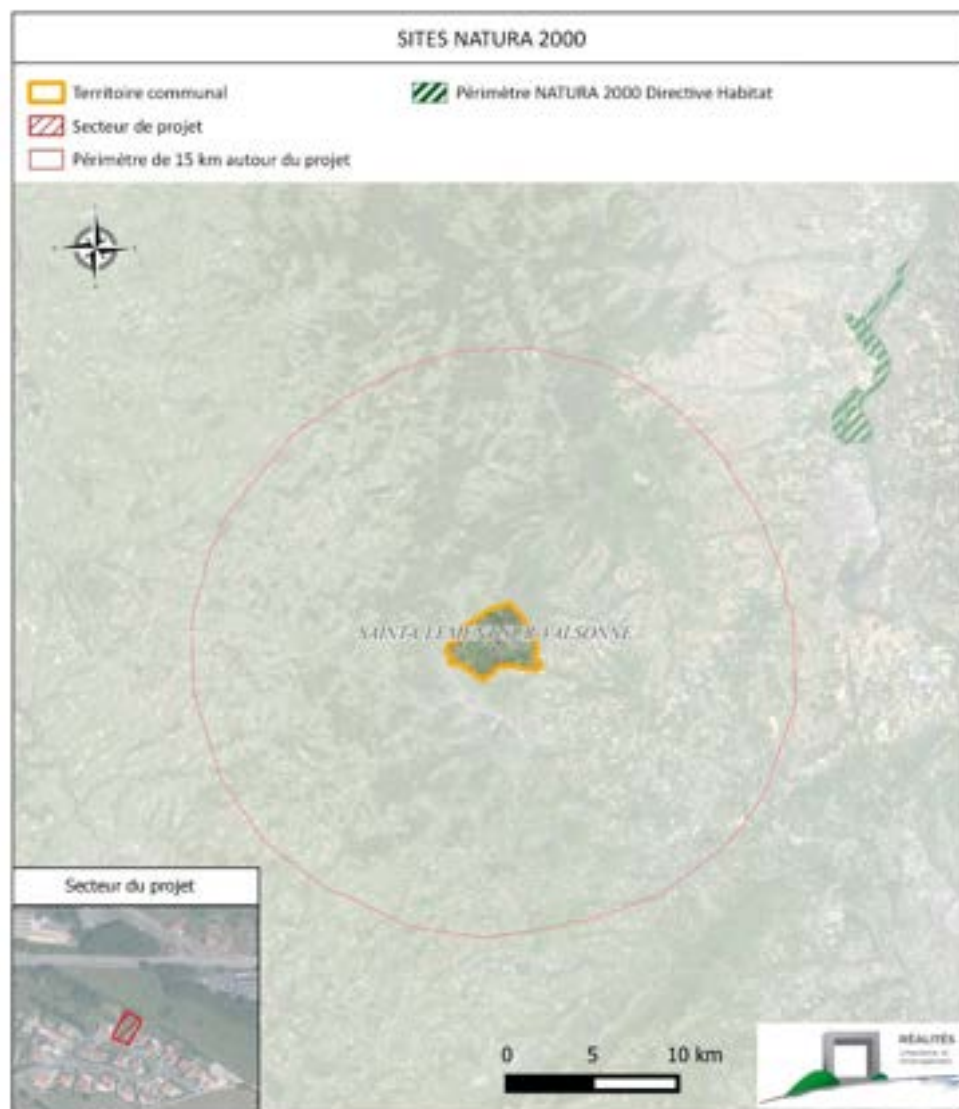 SITES NATURA 2000
Territoire communal
Périmètre NATURA 2000 Directive Habitat
Secteur de projet
Périmètre de 15 km autour du projet
SAINT-CLEMENT-SUR-VALSONNE
Secteur du projet
0 5 10 km
RÉALITÉS